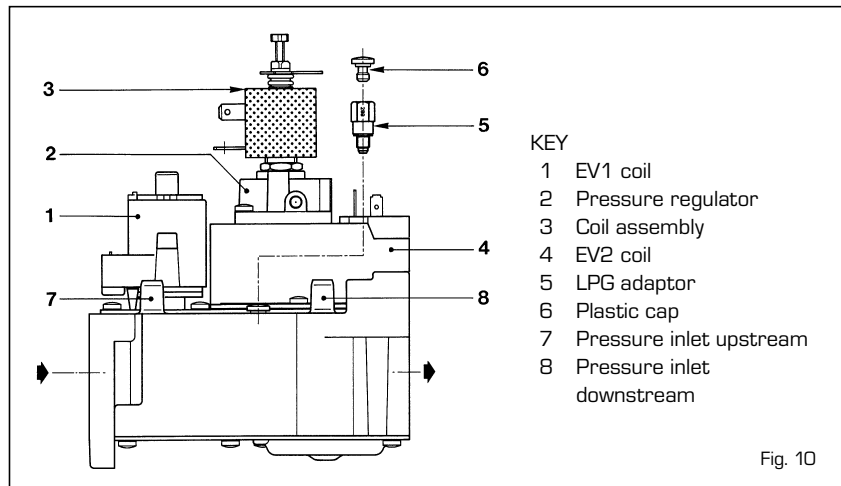 6
3
5
2
1
4
7
8
KEY
1 EV1 coil
2 Pressure regulator
3 Coil assembly
4 EV2 coil
5 LPG adaptor
6 Plastic cap
7 Pressure inlet upstream
8 Pressure inlet
downstream
Fig. 10